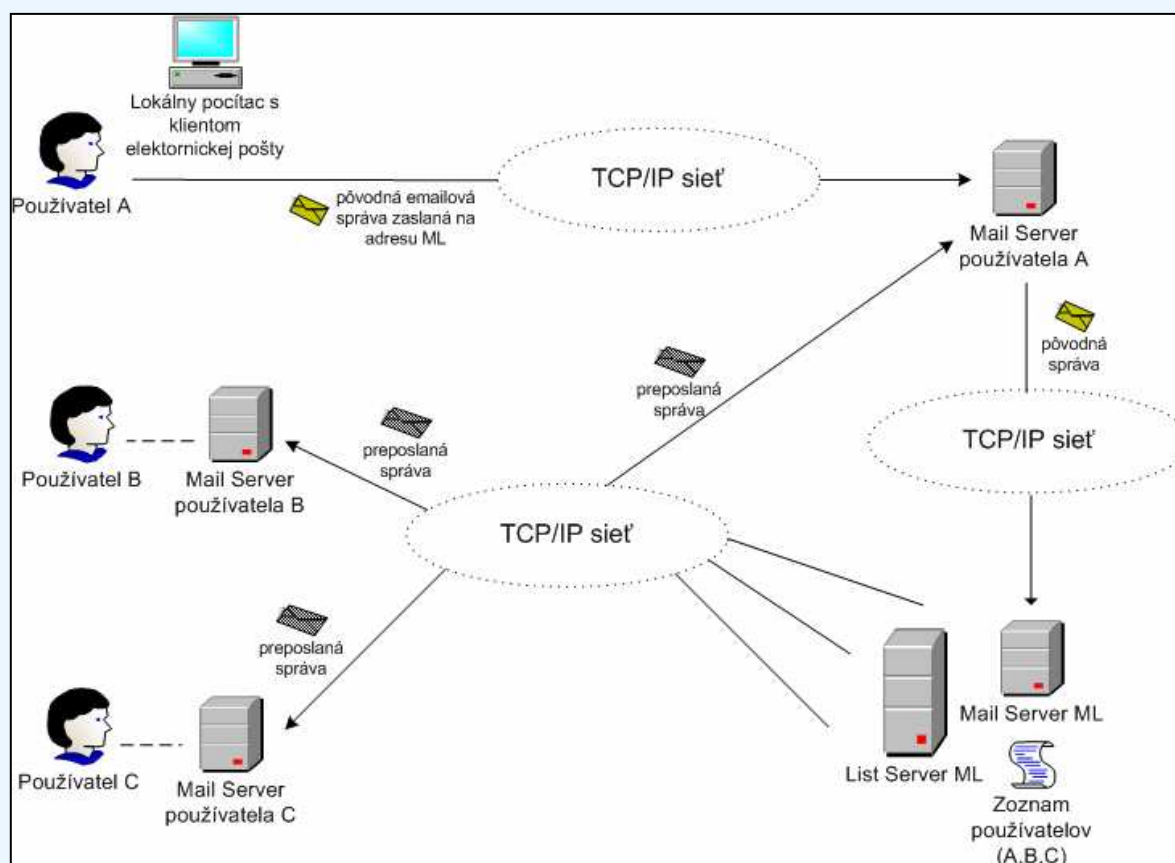 Lokálny pocítac s
klientom
elektornickej pošty
Používatel A
TCP/IP sieť
pôvodná emailová
správa zaslaná na
adresu ML
Mail Server
používatela A
pôvodná
správa
preposlaná
správa
TCP/IP sieť
preposlaná
správa
Používatel B
Mail Server
používatela B
TCP/IP sieť
preposlaná
správa
Používatel C
Mail Server
používatela C
Mail Server ML
List Server ML
Zoznam
používatelov
(A,B,C)